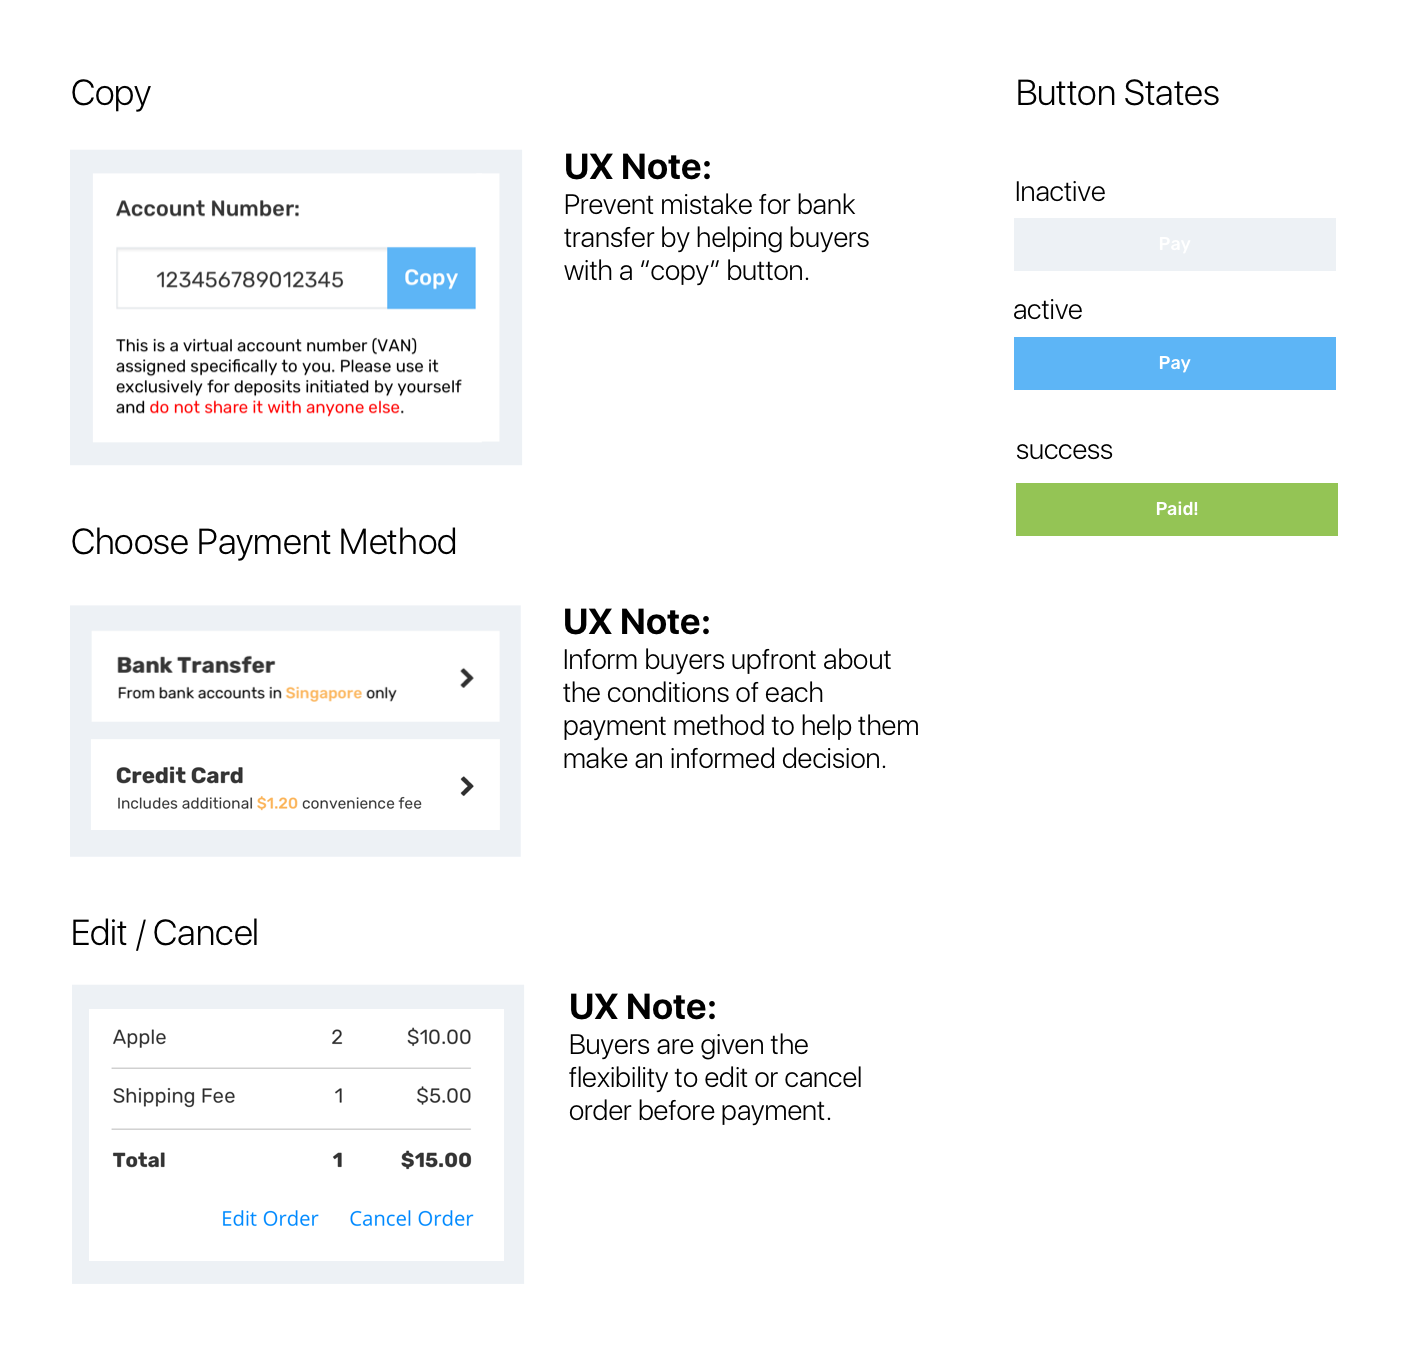 Copy
Account Number:
123456789012345
Copy
This is a virtual account number (VAN)
assigned specifically to you. Please use it
exclusively for deposits initiated by yourself
and do not share it with anyone else.
UX Note:
Prevent mistake for bank
transfer by helping buyers
with a “copy” button.
Choose Payment Method
Bank Transfer
From bank accounts in Singapore only
Credit Card
Includes additional $1.20 convenience fee
UX Note:
Inform buyers upfront about
the conditions of each
payment method to help them
make an informed decision.
Edit / Cancel
Apple 2 $10.00
Shipping Fee 1 $5.00
Total 1 $15.00
Edit Order Cancel Order
UX Note:
Buyers are given the
flexibility to edit or cancel
order before payment.
Button States
Inactive
Pay
active
Pay
success
Paid!